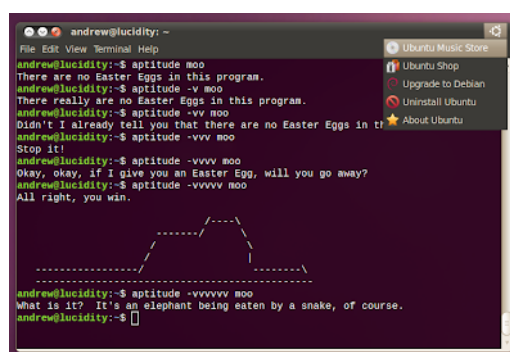 andrew@lucidity: ~
File Edit View Terminal Help
Ubuntu Music Store
Ubuntu Shop
Upgrade to Debian
Uninstall Ubuntu
About Ubuntu
andrew@lucidity:~$ aptitude moo
There are no Easter Eggs in this program.
andrew@lucidity:~$ aptitude -v moo
There really are no Easter Eggs in this program.
andrew@lucidity:~$ aptitude -vv moo
Didn't I already tell you that there are no Easter Eggs in
andrew@lucidity:~$ aptitude -vvv moo
Stop it!
andrew@lucidity:~$ aptitude -vvvv moo
Okay, okay, if I give you an Easter Egg, will you go away?
andrew@lucidity:~$ aptitude -vvvvv moo
All right, you win.
andrew@lucidity:~$ aptitude -vvvvvv moo
What is it?  It's an elephant being eaten by a snake, of course.
andrew@lucidity:~$